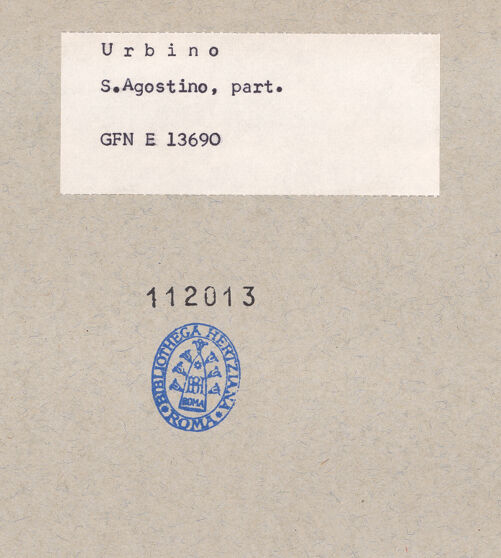 Urbino
S.Agostino, part.
GFN E 13690
112013
BIBLIOTHECA HERTZIANA
ROMA
ROMA